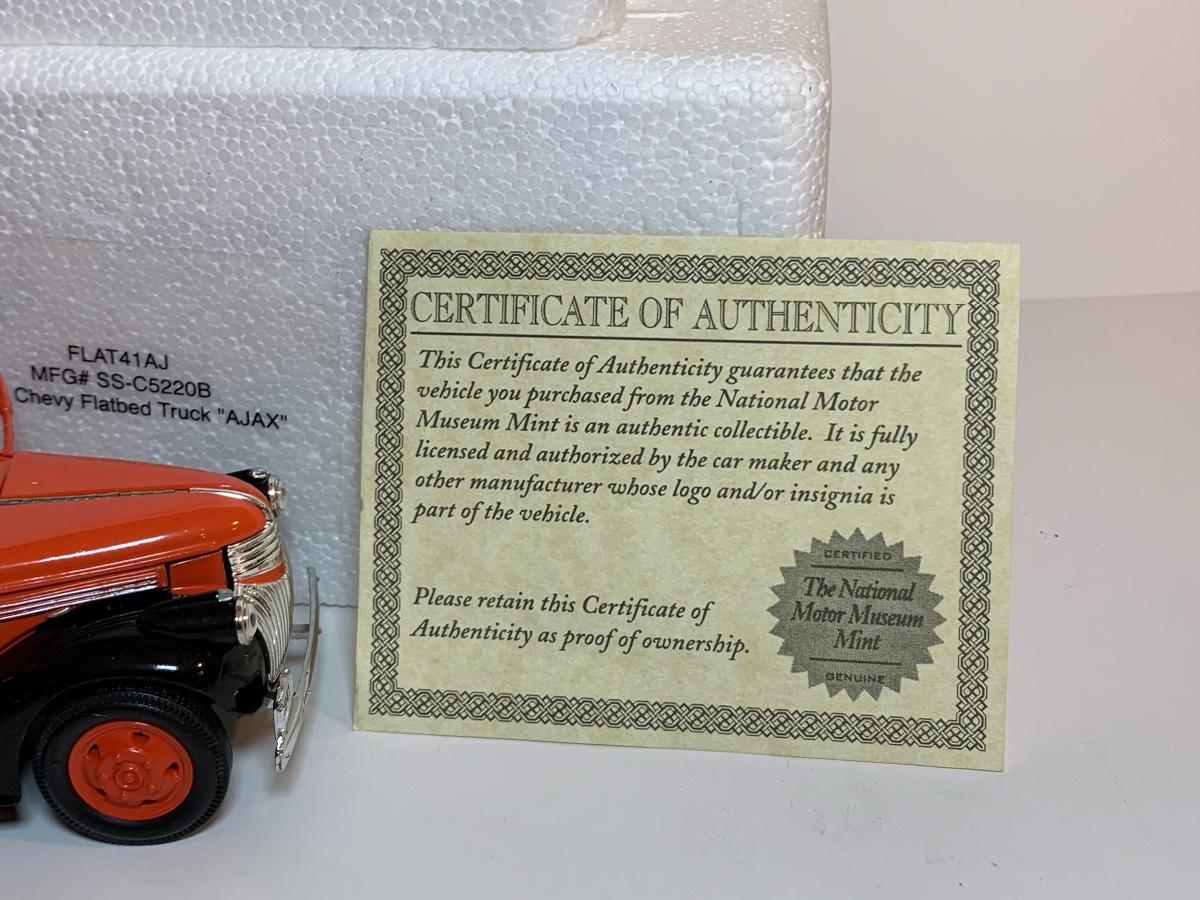 FLAT41AJ
MFG# SS-C5220B
Chevy Flatbed Truck "AJAX"
CERTIFICATE OF AUTHENTICITY
This Certificate of Authenticity guarantees that the
vehicle you purchased from the National Motor
Museum Mint is an authentic collectible. It is fully
licensed and authorized by the car maker and any
other manufacturer whose logo and/or insignia is
part of the vehicle.
Please retain this Certificate of
Authenticity as proof of ownership.
CERTIFIED
The National
Motor Museum
Mint
GENUINE